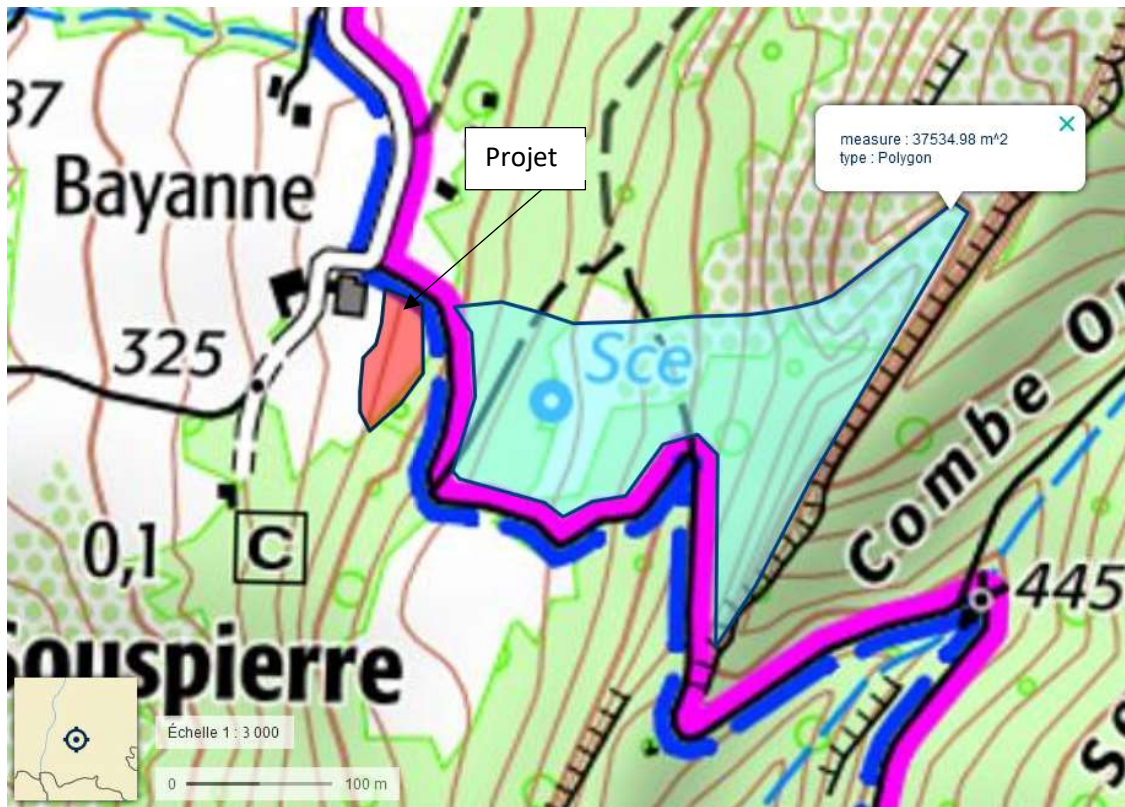 37
Projet
measure : 37534.98 m^2
type : Polygon
Bayanne
325
Sce
0,1
C
Combe
445
ouspierre
Échelle 1 : 3 000
0
100 m